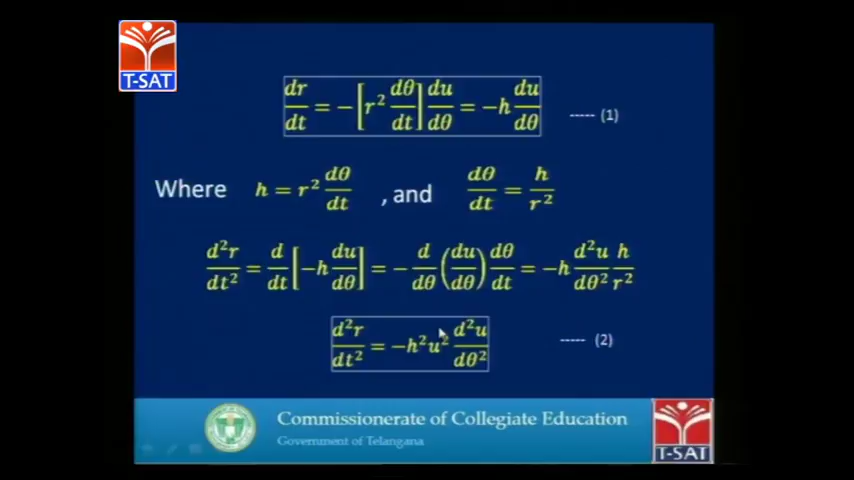 T-SAT
dr/dt = −[r² dθ/dt] du/dθ = −h du/dθ ----- (1)
Where h = r² dθ/dt , and dθ/dt = h/r²
d²r/dt² = d/dt [−h du/dθ] = − d/dθ (du/dθ) dθ/dt = −h d²u/dθ² h/r²
d²r/dt² = −h²u² d²u/dθ² ----- (2)
Commissionerate of Collegiate Education
Government of Telangana
T-SAT